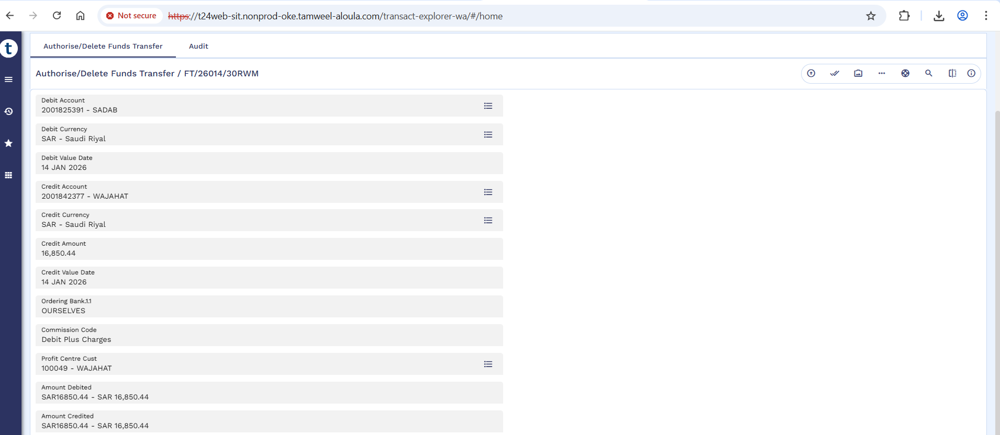 Not secure https://t24web-sit.nonprod-oke.tamweel-aloula.com/transact-explorer-wa/#/home
t
Authorise/Delete Funds Transfer Audit
Authorise/Delete Funds Transfer / FT/26014/30RWM
Debit Account
2001825391 - SADAB
Debit Currency
SAR - Saudi Riyal
Debit Value Date
14 JAN 2026
Credit Account
2001842377 - WAJAHAT
Credit Currency
SAR - Saudi Riyal
Credit Amount
16,850.44
Credit Value Date
14 JAN 2026
Ordering Bank.1.1
OURSELVES
Commission Code
Debit Plus Charges
Profit Centre Cust
100049 - WAJAHAT
Amount Debited
SAR16850.44 - SAR 16,850.44
Amount Credited
SAR16850.44 - SAR 16,850.44